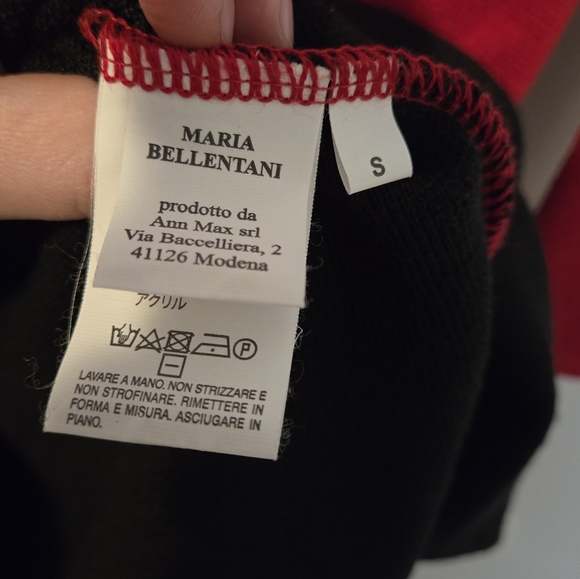 MARIA
BELLENTANI
prodotto da
Ann Max srl
Via Baccelliera, 2
41126 Modena
S
アクリル
P
LAVARE A MANO. NON STRIZZARE E
NON STROFINARE. RIMETTERE IN
FORMA E MISURA. ASCIUGARE IN
PIANO.